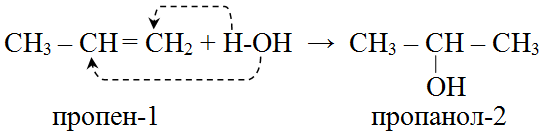 CH₃ – CH = CH₂ + H-OH → CH₃ – CH – CH₃
OH
пропен-1 пропанол-2